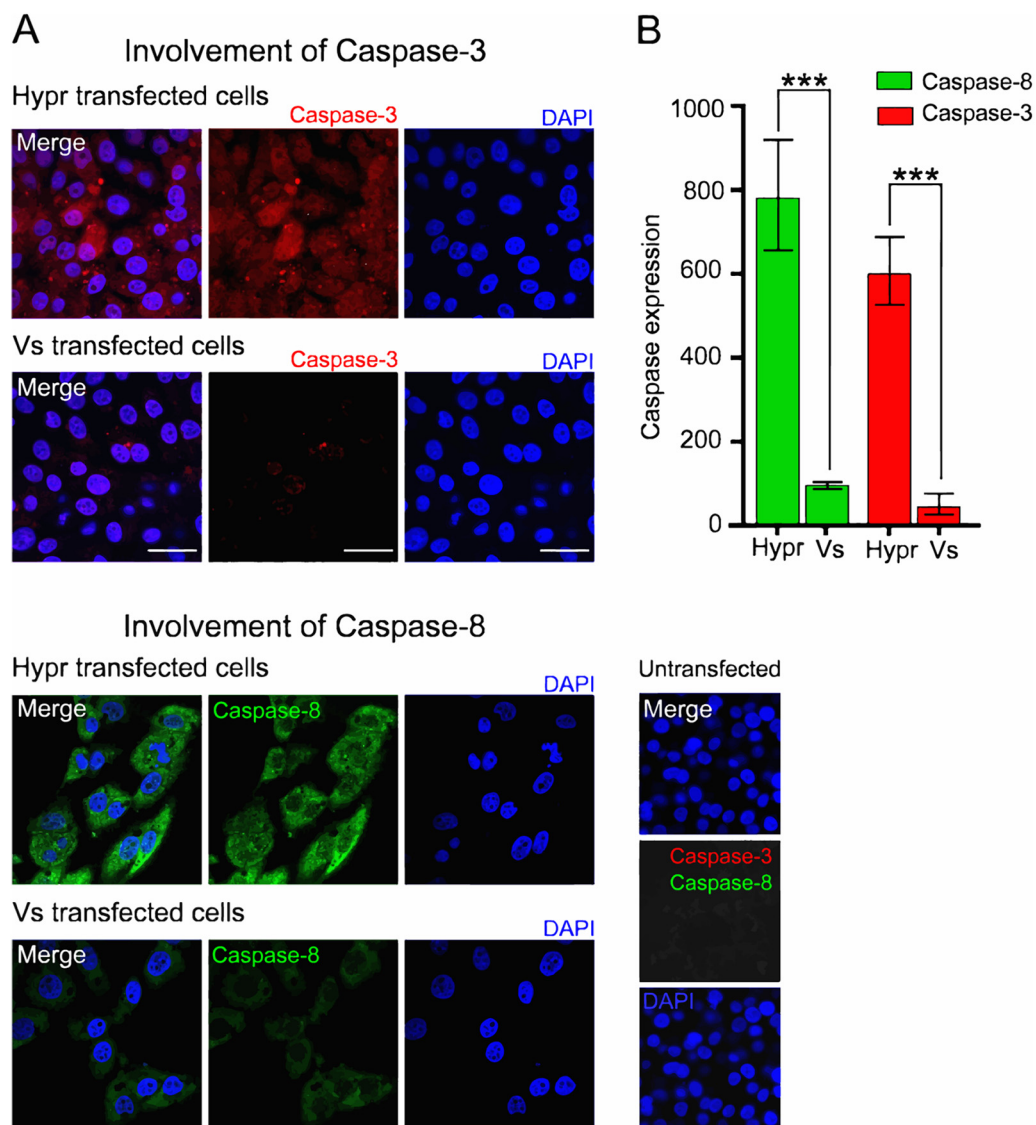 A
Involvement of Caspase-3
Hypr transfected cells
Caspase-3
DAPI
Merge
Vs transfected cells
Caspase-3
DAPI
Merge
Involvement of Caspase-8
Hypr transfected cells
DAPI
Merge
Caspase-8
Vs transfected cells
DAPI
Merge
Caspase-8
B
***
Caspase-8
Caspase-3
***
Caspase expression
1000
800
600
400
200
0
Hypr Vs Hypr Vs
Untransfected
Merge
Caspase-3
Caspase-8
DAPI